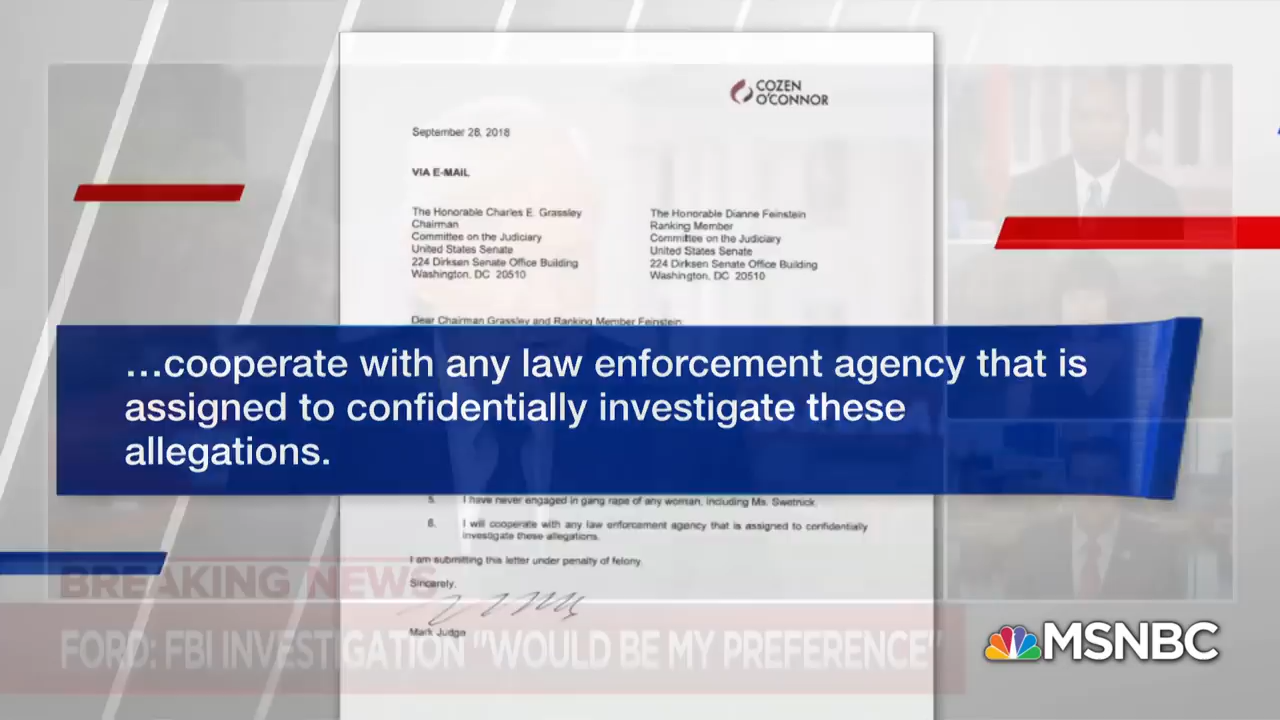 COZEN
O'CONNOR
September 28, 2018
VIA E-MAIL
The Honorable Charles E. Grassley
Chairman
Committee on the Judiciary
United States Senate
224 Dirksen Senate Office Building
Washington, DC 20510
The Honorable Dianne Feinstein
Ranking Member
Committee on the Judiciary
United States Senate
224 Dirksen Senate Office Building
Washington, DC 20510
Dear Chairman Grassley and Ranking Member Feinstein:
...cooperate with any law enforcement agency that is
assigned to confidentially investigate these
allegations.
5. I have never engaged in gang rape of any woman, including Ms. Swetnick.
6. I will cooperate with any law enforcement agency that is assigned to confidentially
investigate these allegations.
I am submitting this letter under penalty of felony.
Sincerely,
Mark Judge
BREAKING NEWS
FORD: FBI INVESTIGATION "WOULD BE MY PREFERENCE"
MSNBC